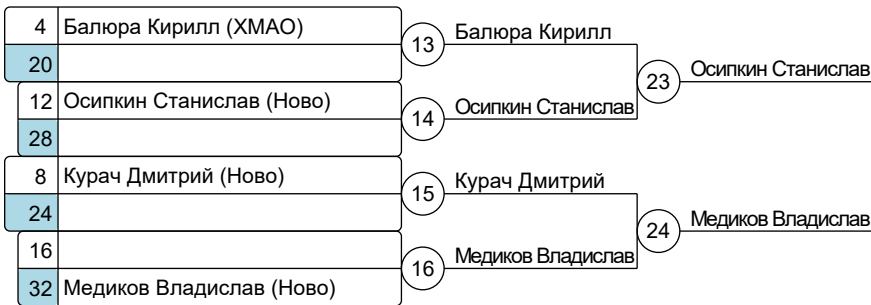 4 Балюра Кирилл (ХМАО)
13 Балюра Кирилл
20
23 Осипкин Станислав
12 Осипкин Станислав (Ново)
14 Осипкин Станислав
28
8 Курач Дмитрий (Ново)
15 Курач Дмитрий
24
24 Медиков Владислав
16
16 Медиков Владислав
32 Медиков Владислав (Ново)